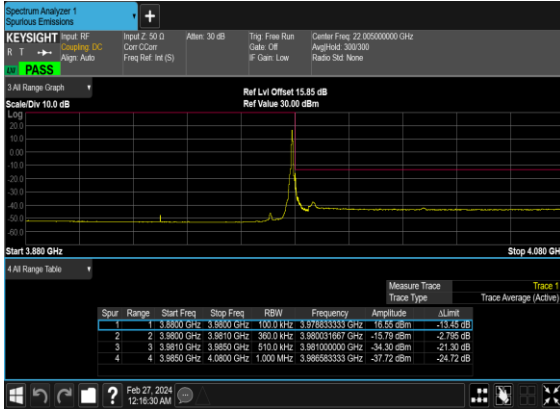 Spectrum Analyzer 1
Spurious Emissions
+
KEYSIGHT Input: RF Input Z: 50 Ω Atten: 30 dB Trig: Free Run Center Freq: 22.005000000 GHz
R T Coupling: DC Corr CCorr Gate: Off Avg|Hold: 300/300
Align: Auto Freq Ref: Int (S) IF Gain: Low Radio Std: None
PASS
3 All Range Graph
Ref Lvl Offset 15.85 dB
Scale/Div 10.0 dB Ref Value 30.00 dBm
Log
20.0
10.0
0.00
-10.0
-20.0
-30.0
-40.0
-50.0
-60.0
Start 3.880 GHz Stop 4.080 GH
4 All Range Table
Measure Trace Trace 1
Trace Type Trace Average (Active)
Spur Range Start Freq Stop Freq RBW Frequency Amplitude ΔLimit
1 1 3.8800 GHz 3.9800 GHz 100.0 kHz 3.978833333 GHz 16.55 dBm -13.45 dB
2 2 3.9800 GHz 3.9810 GHz 360.0 kHz 3.980031667 GHz -15.79 dBm -2.795 dB
3 3 3.9810 GHz 3.9850 GHz 510.0 kHz 3.981000000 GHz -34.30 dBm -21.30 dB
4 4 3.9850 GHz 4.0800 GHz 1.000 MHz 3.986583333 GHz -37.72 dBm -24.72 dB
? Feb 27, 2024
12:16:30 AM